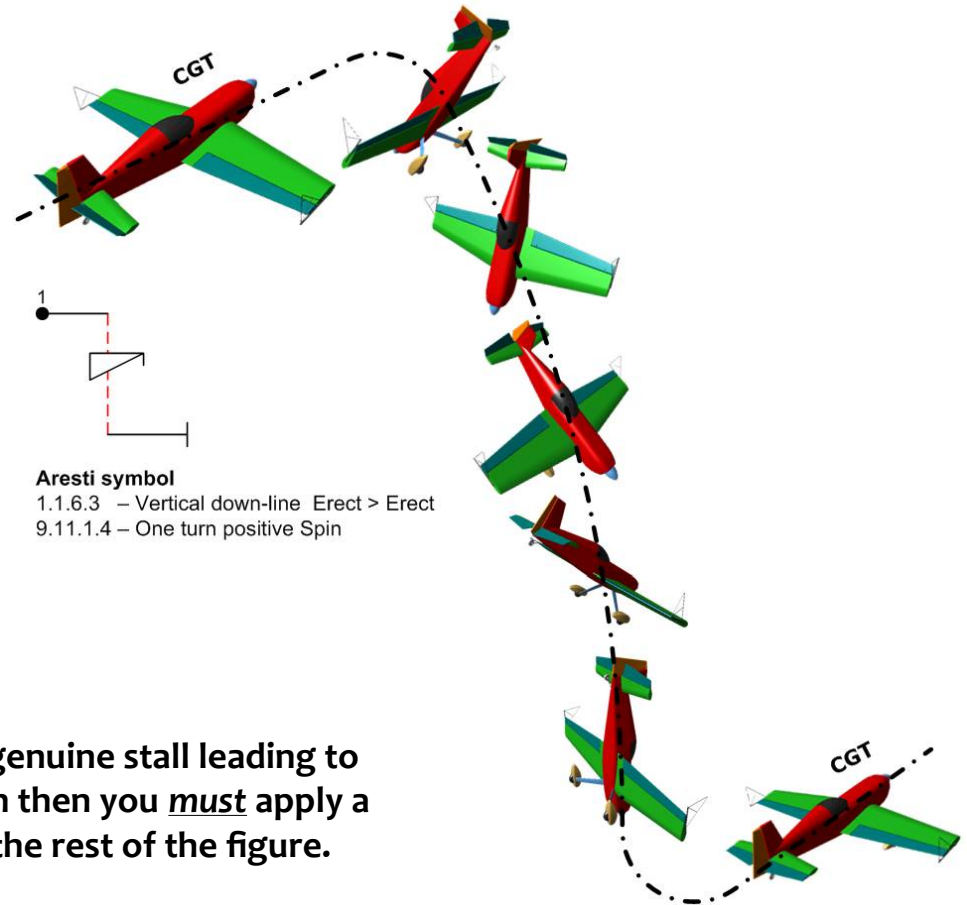 CGT
1
Aresti symbol
1.1.6.3 – Vertical down-line Erect > Erect
9.11.1.4 – One turn positive Spin
genuine stall leading to
then you must apply a
the rest of the figure.
CGT